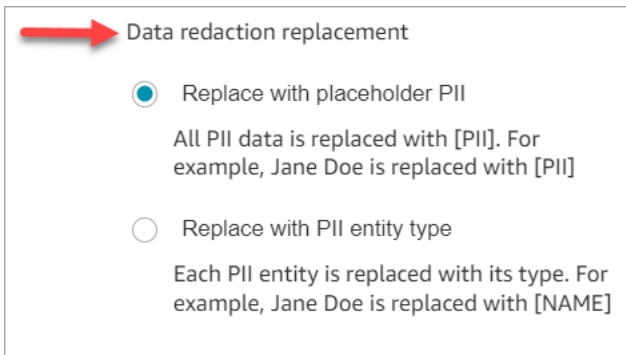 Data redaction replacement
Replace with placeholder PII
All PII data is replaced with [PII]. For
example, Jane Doe is replaced with [PII]
Replace with PII entity type
Each PII entity is replaced with its type. For
example, Jane Doe is replaced with [NAME]